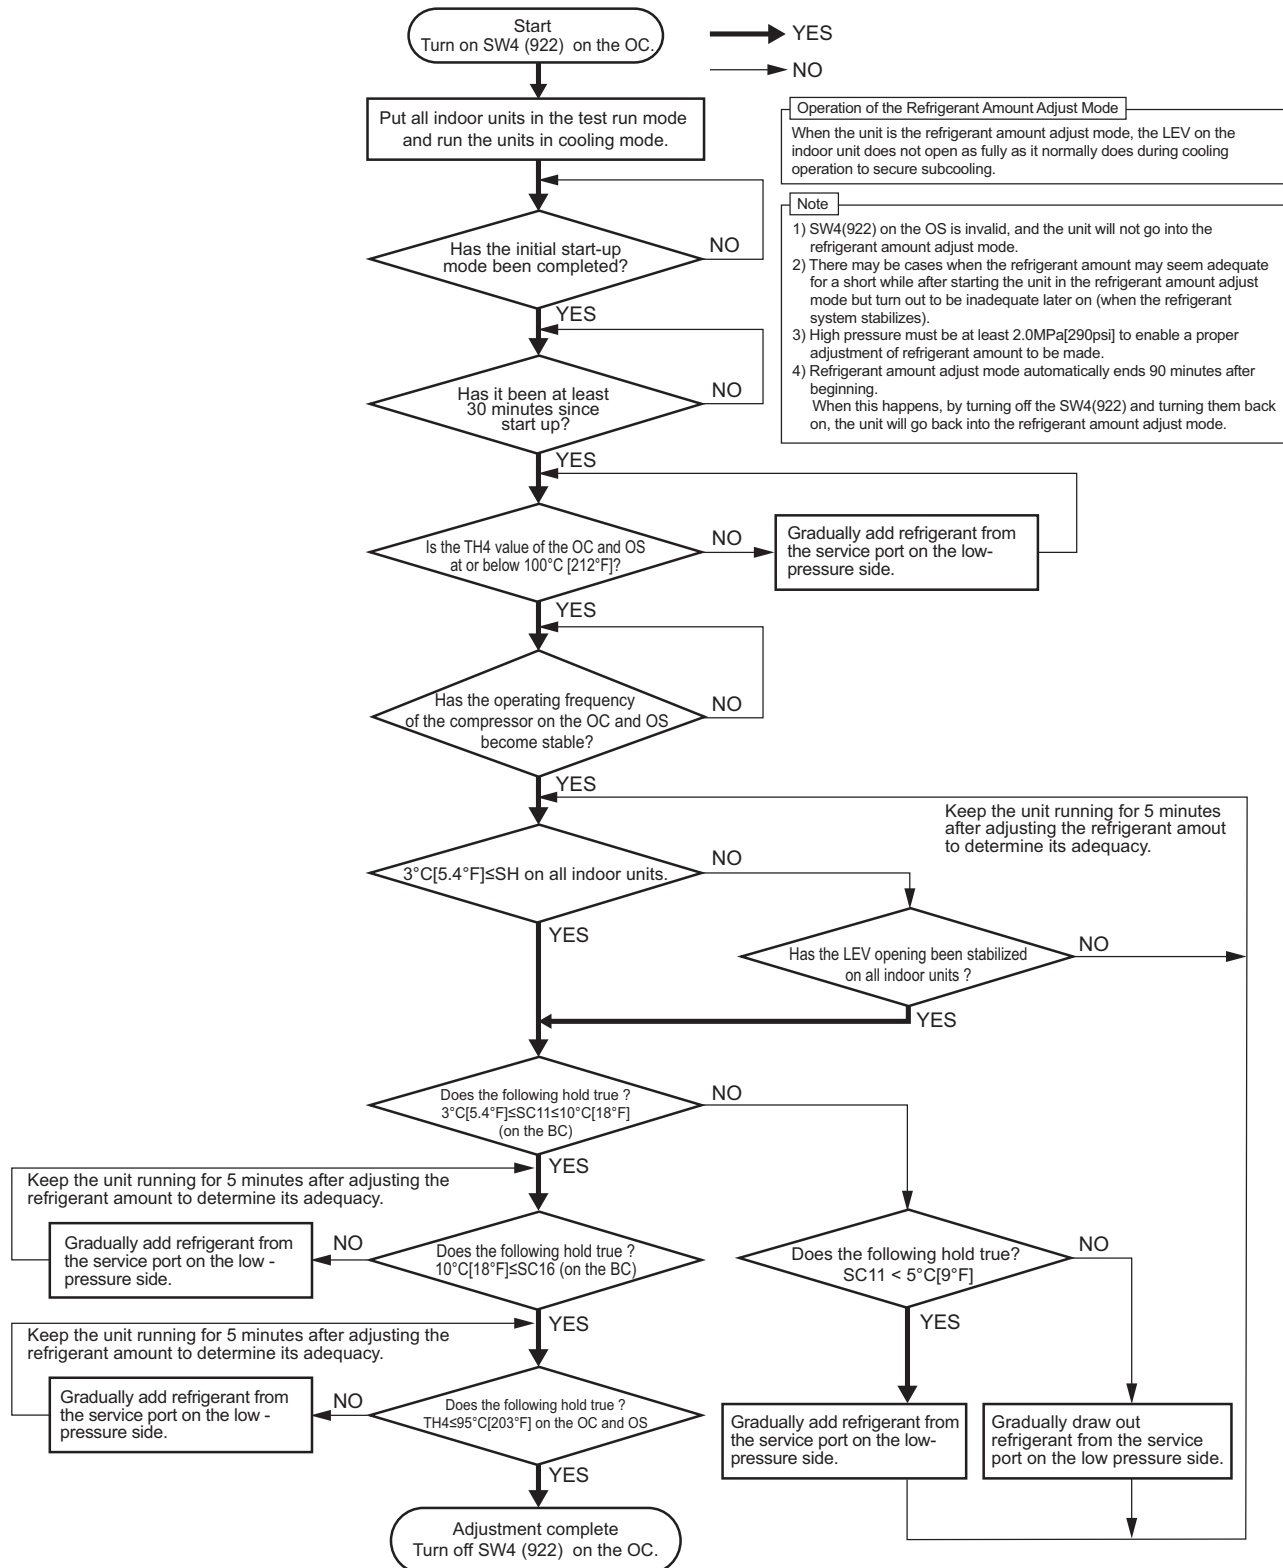 Start
Turn on SW4 (922) on the OC.
YES
NO
Put all indoor units in the test run mode
and run the units in cooling mode.
Operation of the Refrigerant Amount Adjust Mode
When the unit is the refrigerant amount adjust mode, the LEV on the
indoor unit does not open as fully as it normally does during cooling
operation to secure subcooling.
Note
1) SW4(922) on the OS is invalid, and the unit will not go into the
refrigerant amount adjust mode.
2) There may be cases when the refrigerant amount may seem adequate
for a short while after starting the unit in the refrigerant amount adjust
mode but turn out to be inadequate later on (when the refrigerant
system stabilizes).
3) High pressure must be at least 2.0MPa[290psi] to enable a proper
adjustment of refrigerant amount to be made.
4) Refrigerant amount adjust mode automatically ends 90 minutes after
beginning.
When this happens, by turning off the SW4(922) and turning them back
on, the unit will go back into the refrigerant amount adjust mode.
Has the initial start-up
mode been completed?
NO
YES
Has it been at least
30 minutes since
start up?
NO
YES
Is the TH4 value of the OC and OS
at or below 100°C [212°F]?
NO
Gradually add refrigerant from
the service port on the low-
pressure side.
YES
Has the operating frequency
of the compressor on the OC and OS
become stable?
NO
YES
Keep the unit running for 5 minutes
after adjusting the refrigerant amout
to determine its adequacy.
3°C[5.4°F]≤SH on all indoor units.
NO
YES
Has the LEV opening been stabilized
on all indoor units ?
NO
YES
Does the following hold true ?
3°C[5.4°F]≤SC11≤10°C[18°F]
(on the BC)
NO
YES
Keep the unit running for 5 minutes after adjusting the
refrigerant amount to determine its adequacy.
Gradually add refrigerant from
the service port on the low -
pressure side.
NO
Does the following hold true ?
10°C[18°F]≤SC16 (on the BC)
YES
Does the following hold true?
SC11 < 5°C[9°F]
NO
YES
Keep the unit running for 5 minutes after adjusting the
refrigerant amount to determine its adequacy.
Gradually add refrigerant from
the service port on the low -
pressure side.
NO
Does the following hold true ?
TH4≤95°C[203°F] on the OC and OS
YES
Gradually add refrigerant from
the service port on the low-
pressure side.
Gradually draw out
refrigerant from the service
port on the low pressure side.
Adjustment complete
Turn off SW4 (922) on the OC.